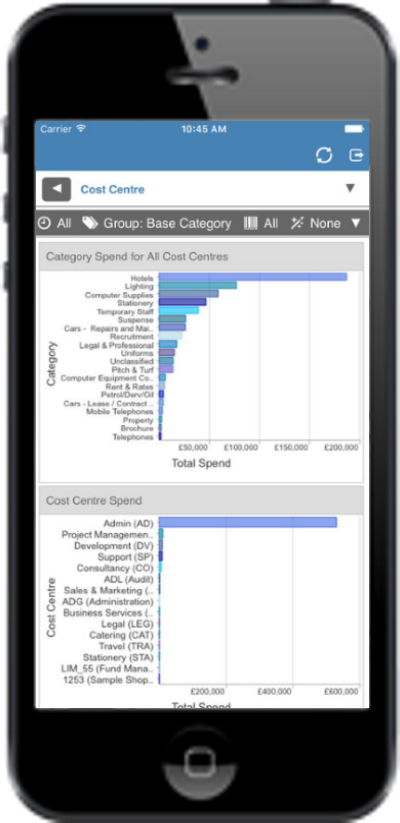 Carrier 10:45 AM
Cost Centre
All Group: Base Category All None
Category Spend for All Cost Centres
Category
Hotels
Lighting
Computer Supplies
Stationery
Temporary Staff
Suspense
Cars - Repairs and Mai..
Recruitment
Legal & Professional
Uniforms
Unclassified
Pitch & Turf
Computer Equipment Co..
Rent & Rates
Petrol/Derv/Oil
Cars - Lease / Contract ..
Mobile Telephones
Property
Brochure
Telephones
£50,000 £100,000 £150,000 £200,000
Total Spend
Cost Centre Spend
Cost Centre
Admin (AD)
Project Managemen..
Development (DV)
Support (SP)
Consultancy (CO)
ADL (Audit)
Sales & Marketing (..
ADG (Administration)
Business Services (..
Legal (LEG)
Catering (CAT)
Travel (TRA)
Stationery (STA)
LIM_55 (Fund Mana..
1253 (Sample Shop..
£200,000 £400,000 £600,000
Total Spend